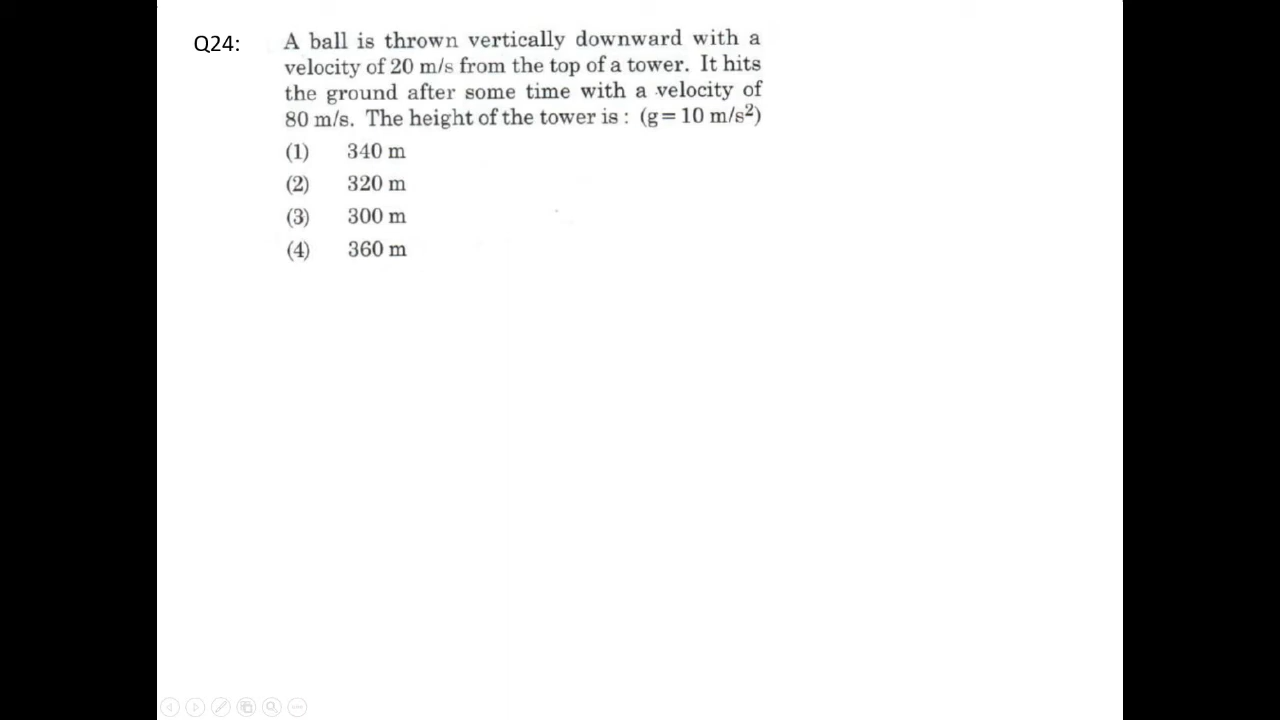 Q24: A ball is thrown vertically downward with a
velocity of 20 m/s from the top of a tower. It hits
the ground after some time with a velocity of
80 m/s. The height of the tower is : (g = 10 m/s²)
(1) 340 m
(2) 320 m
(3) 300 m
(4) 360 m